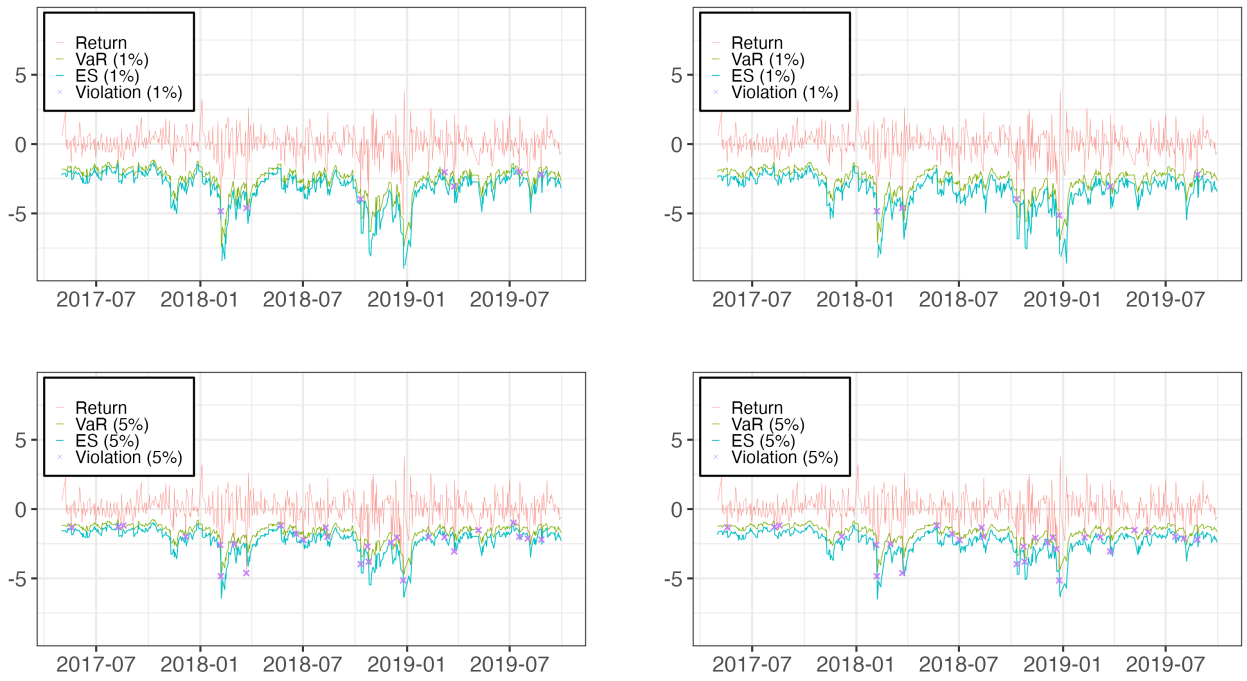 Return
VaR (1%)
ES (1%)
Violation (1%)
5
0
-5
2017-07 2018-01 2018-07 2019-01 2019-07
Return
VaR (1%)
ES (1%)
Violation (1%)
5
0
-5
2017-07 2018-01 2018-07 2019-01 2019-07
Return
VaR (5%)
ES (5%)
Violation (5%)
5
0
-5
2017-07 2018-01 2018-07 2019-01 2019-07
Return
VaR (5%)
ES (5%)
Violation (5%)
5
0
-5
2017-07 2018-01 2018-07 2019-01 2019-07